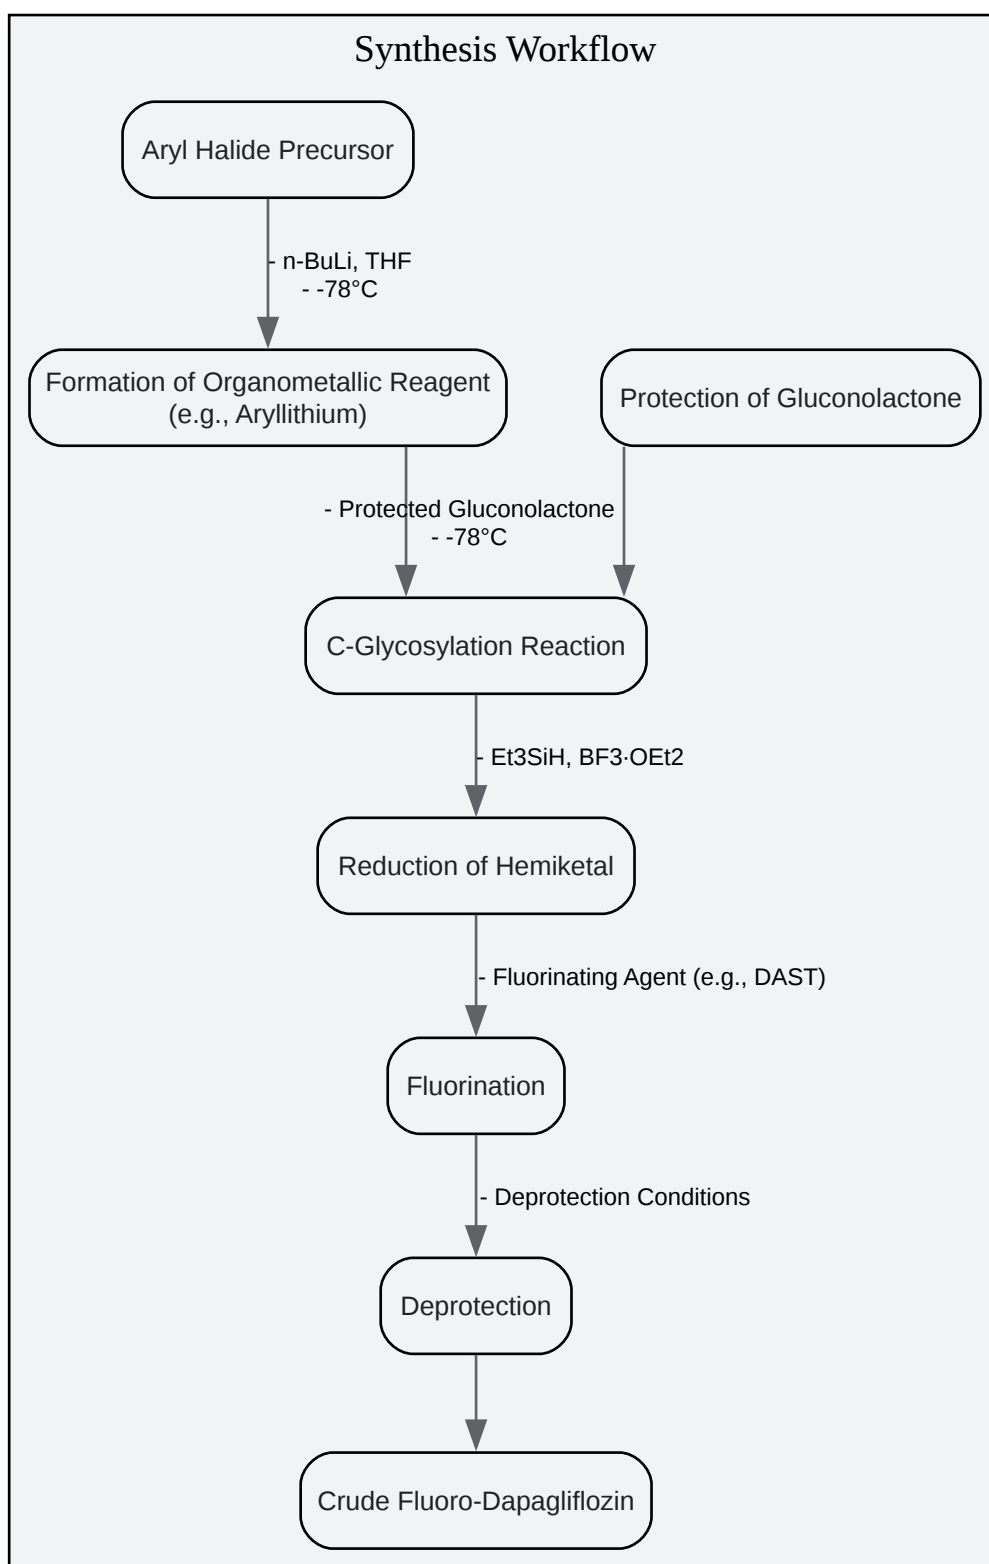 Synthesis Workflow
Aryl Halide Precursor
- n-BuLi, THF
- -78°C
Formation of Organometallic Reagent
(e.g., Aryllithium)
Protection of Gluconolactone
- Protected Gluconolactone
- -78°C
C-Glycosylation Reaction
- Et3SiH, BF3·OEt2
Reduction of Hemiketal
- Fluorinating Agent (e.g., DAST)
Fluorination
- Deprotection Conditions
Deprotection
Crude Fluoro-Dapagliflozin